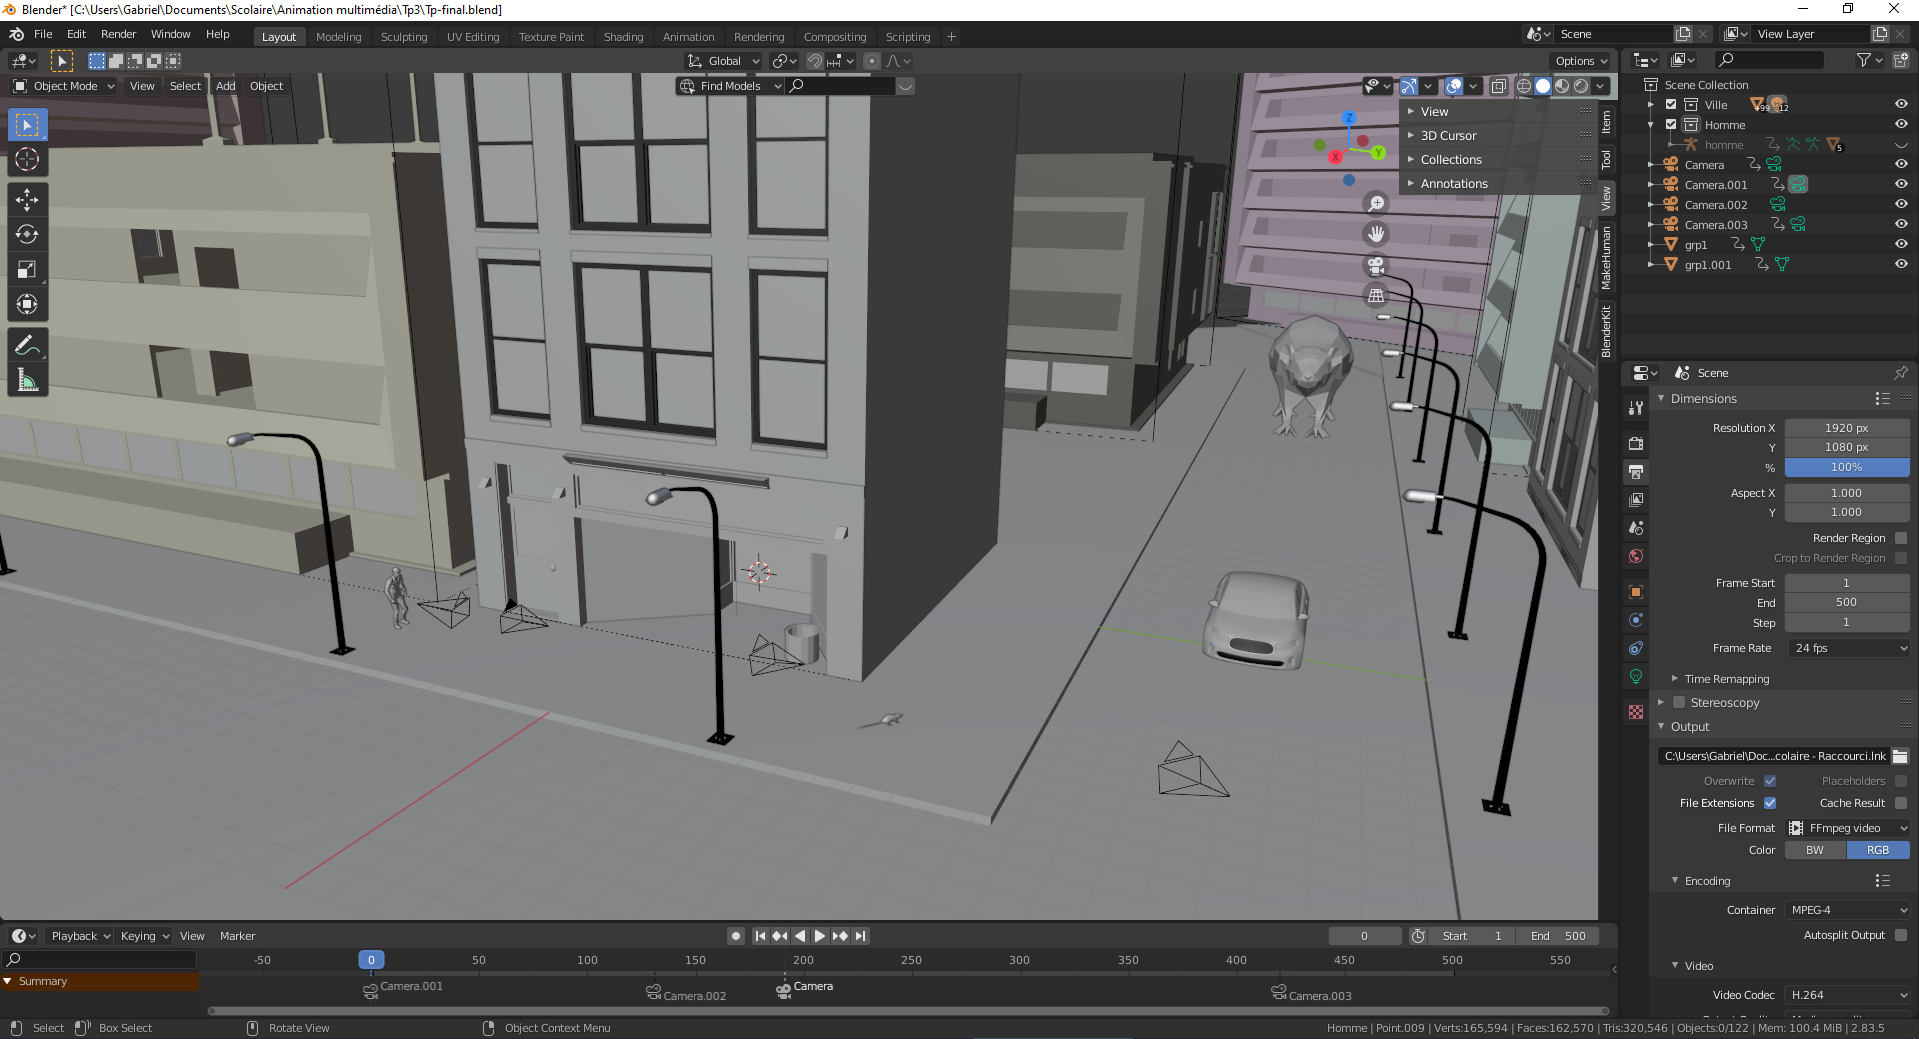 Blender* [C:\Users\Gabriel\Documents\Scolaire\Animation multimédia\Tp3\Tp-final.blend]
File Edit Render Window Help Layout Modeling Sculpting UV Editing Texture Paint Shading Animation Rendering Compositing Scripting + Scene View Layer
Global Options
Object Mode View Select Add Object Find Models
View
3D Cursor
Collections
Annotations
Z
Y
X
Item
Tool
View
MakeHuman
BlenderKit
Scene Collection
Ville +99 12
Homme
homme 5
Camera
Camera.001
Camera.002
Camera.003
grp1
grp1.001
Scene
Dimensions
Resolution X 1920 px
Y 1080 px
% 100%
Aspect X 1.000
Y 1.000
Render Region
Crop to Render Region
Frame Start 1
End 500
Step 1
Frame Rate 24 fps
Time Remapping
Stereoscopy
Output
C:\Users\Gabriel\Doc...colaire - Raccourci.lnk
Overwrite Placeholders
File Extensions Cache Result
File Format FFmpeg video
Color BW RGB
Encoding
Container MPEG-4
Autosplit Output
Video
Video Codec H.264
Playback Keying View Marker 0 Start 1 End 500
-50 0 50 100 150 200 250 300 350 400 450 500 550
Summary
Camera.001 Camera.002 Camera Camera.003
Select Box Select Rotate View Object Context Menu
Homme | Point.009 | Verts:165,594 | Faces:162,570 | Tris:320,546 | Objects:0/122 | Mem: 100.4 MiB | 2.83.5